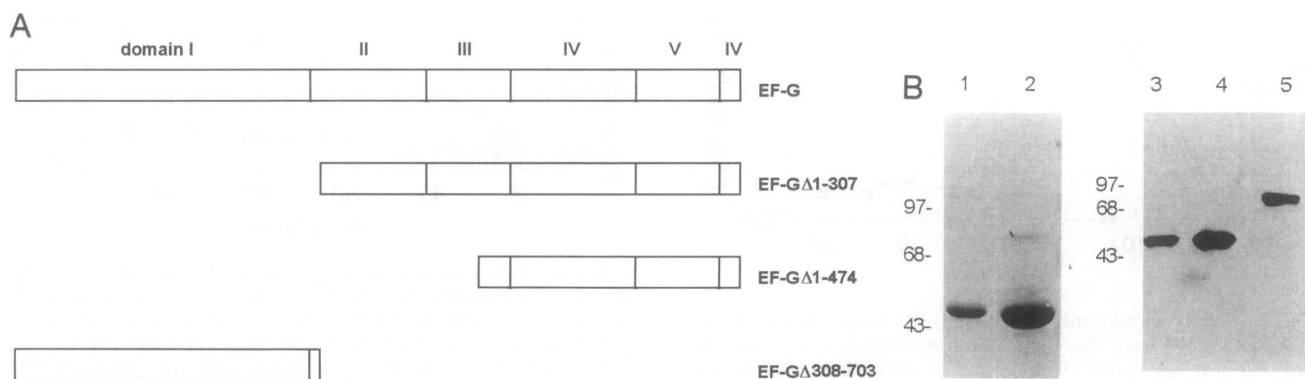 A
domain I II III IV V IV
EF-G
EF-GΔ1-307
EF-GΔ1-474
EF-GΔ308-703
B
1 2 3 4 5
97-
68-
43-
97-
68-
43-